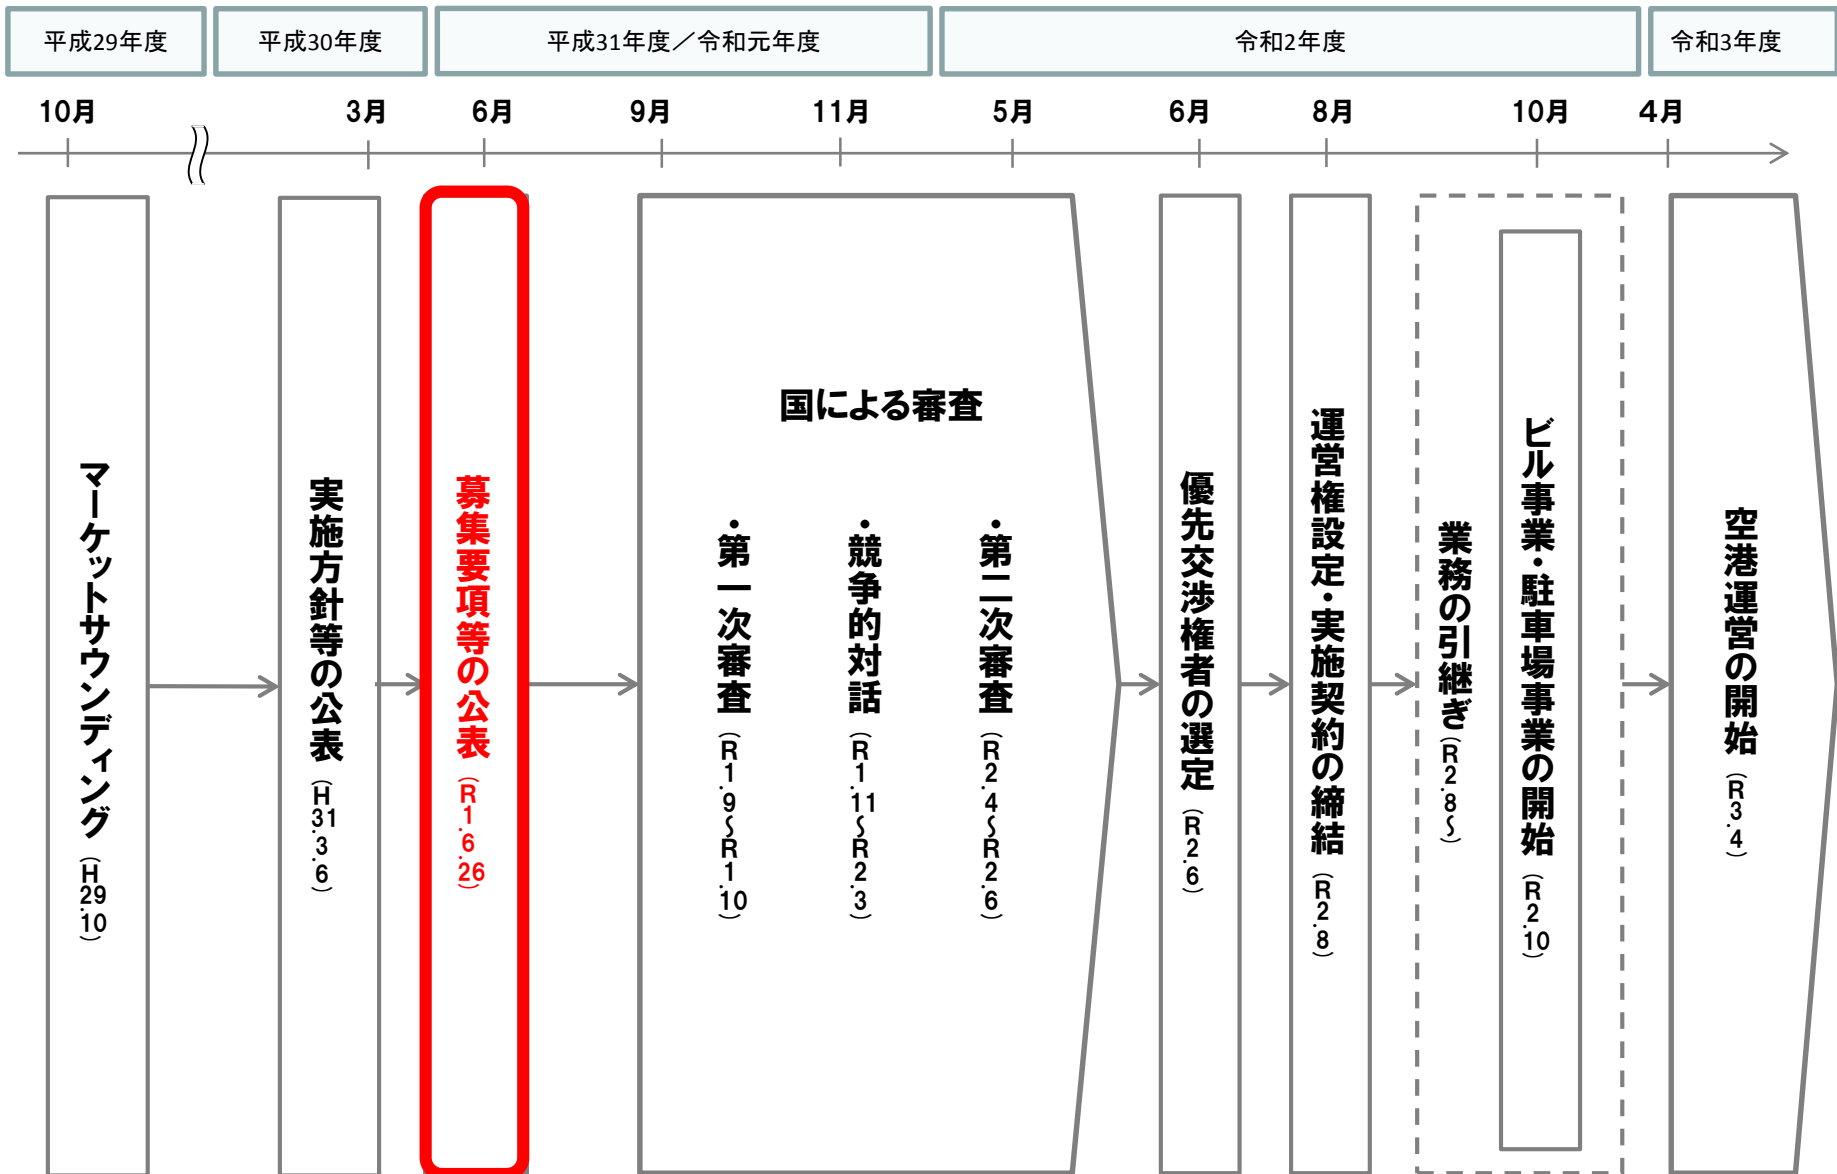 平成29年度
平成30年度
平成31年度／令和元年度
令和2年度
令和3年度
10月
3月
6月
9月
11月
5月
6月
8月
10月
4月
マーケットサウンディング（H29.10）
実施方針等の公表（H31.3.6）
募集要項等の公表（R1.6.26）
国による審査
・第一次審査（R1.9～R1.10）
・競争的対話（R1.11～R2.3）
・第二次審査（R2.4～R2.6）
優先交渉権者の選定（R2.6）
運営権設定・実施契約の締結（R2.8）
業務の引継ぎ（R2.8～）
ビル事業・駐車場事業の開始（R2.10）
空港運営の開始（R3.4）